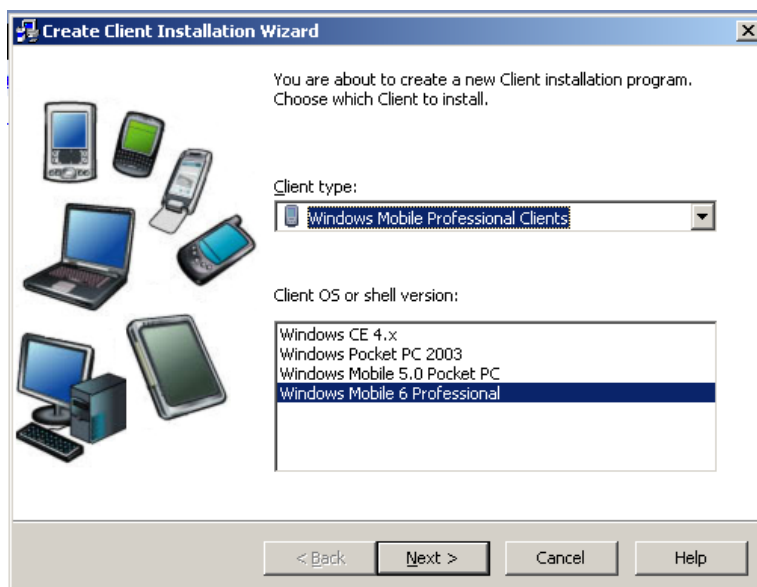 Create Client Installation Wizard
You are about to create a new Client installation program.
Choose which Client to install.
Client type:
Windows Mobile Professional Clients
Client OS or shell version:
Windows CE 4.x
Windows Pocket PC 2003
Windows Mobile 5.0 Pocket PC
Windows Mobile 6 Professional
< Back
Next >
Cancel
Help